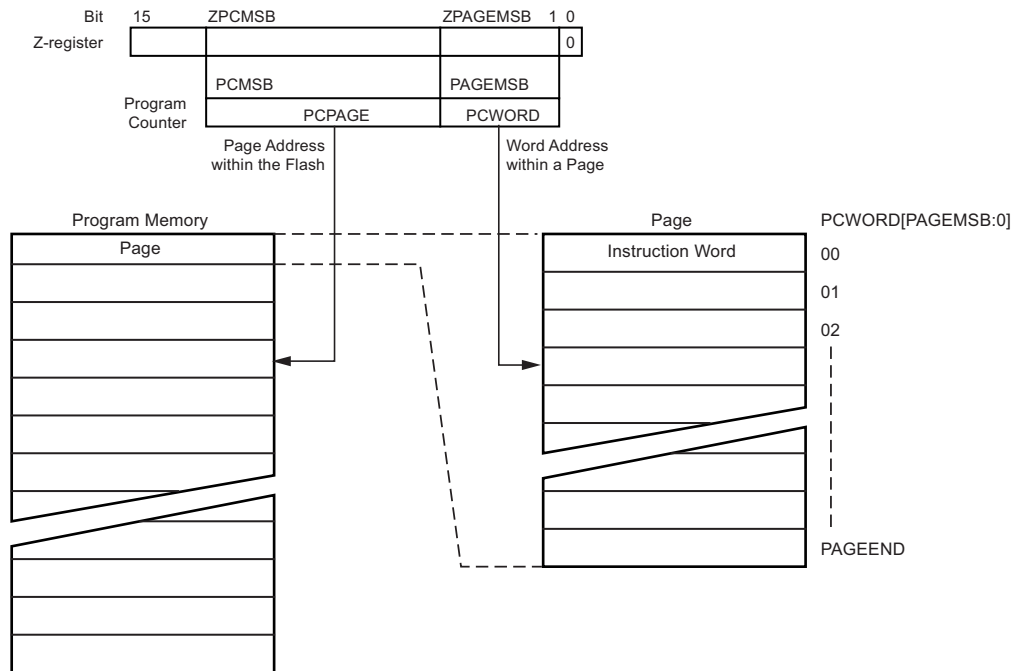 Bit 15 ZPCMSB ZPAGEMSB 1 0
Z-register 0
PCMSB PAGEMSB
Program
Counter
PCPAGE PCWORD
Page Address
within the Flash
Word Address
within a Page
Program Memory
Page
Page
PCWORD[PAGEMSB:0]
Instruction Word
00
01
02
PAGEEND